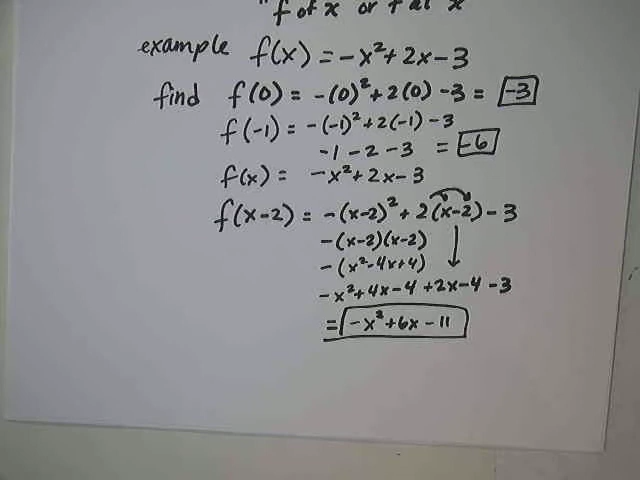 "f of x or f at x
example f(x) = -x²+2x-3
find f(0) = -(0)²+2(0) -3 = -3
f(-1) = -(-1)²+2(-1) -3
-1 -2 -3 = -6
f(x) = -x²+2x-3
f(x-2) = -(x-2)² + 2(x-2) - 3
-(x-2)(x-2)
-(x²-4x+4)
-x²+4x-4 +2x-4 -3
= -x²+6x-11